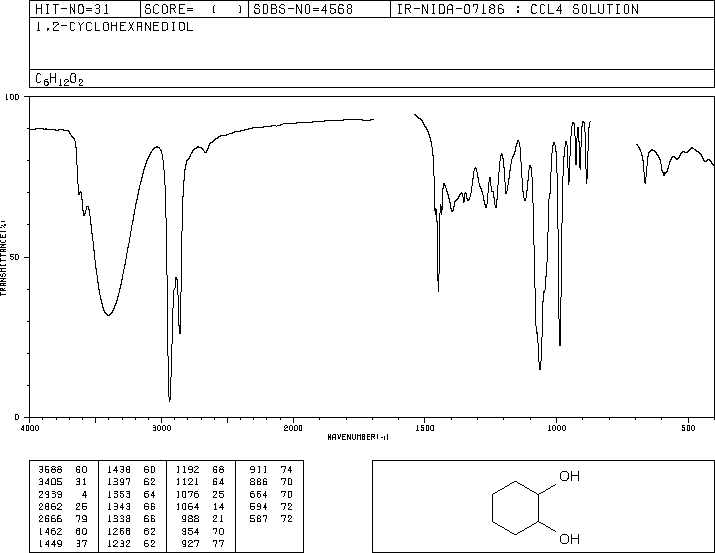 HIT-NO=31 SCORE= ( ) SDBS-NO=4568 IR-NIDA-07186 : CCL4 SOLUTION
1,2-CYCLOHEXANEDIOL
C6H12O2
100
50
0
TRANSMITTANCE(%)
4000 3000 2000 1500 1000 500
WAVENUMBER(-1)
3588 60 1438 60 1192 68 911 74
3405 31 1397 62 1121 64 886 70
2939 4 1353 64 1076 25 664 70
2862 25 1343 66 1064 14 594 72
2666 79 1338 66 988 21 587 72
1462 60 1268 62 954 70
1449 37 1232 62 927 77
OH
OH